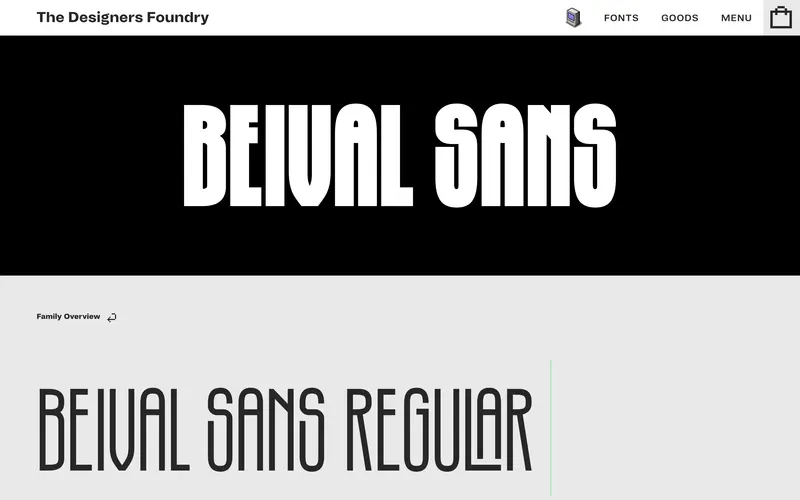 The Designers Foundry
FONTS GOODS MENU
BEIVAL SANS
Family Overview
BEIVAL SANS REGULAR